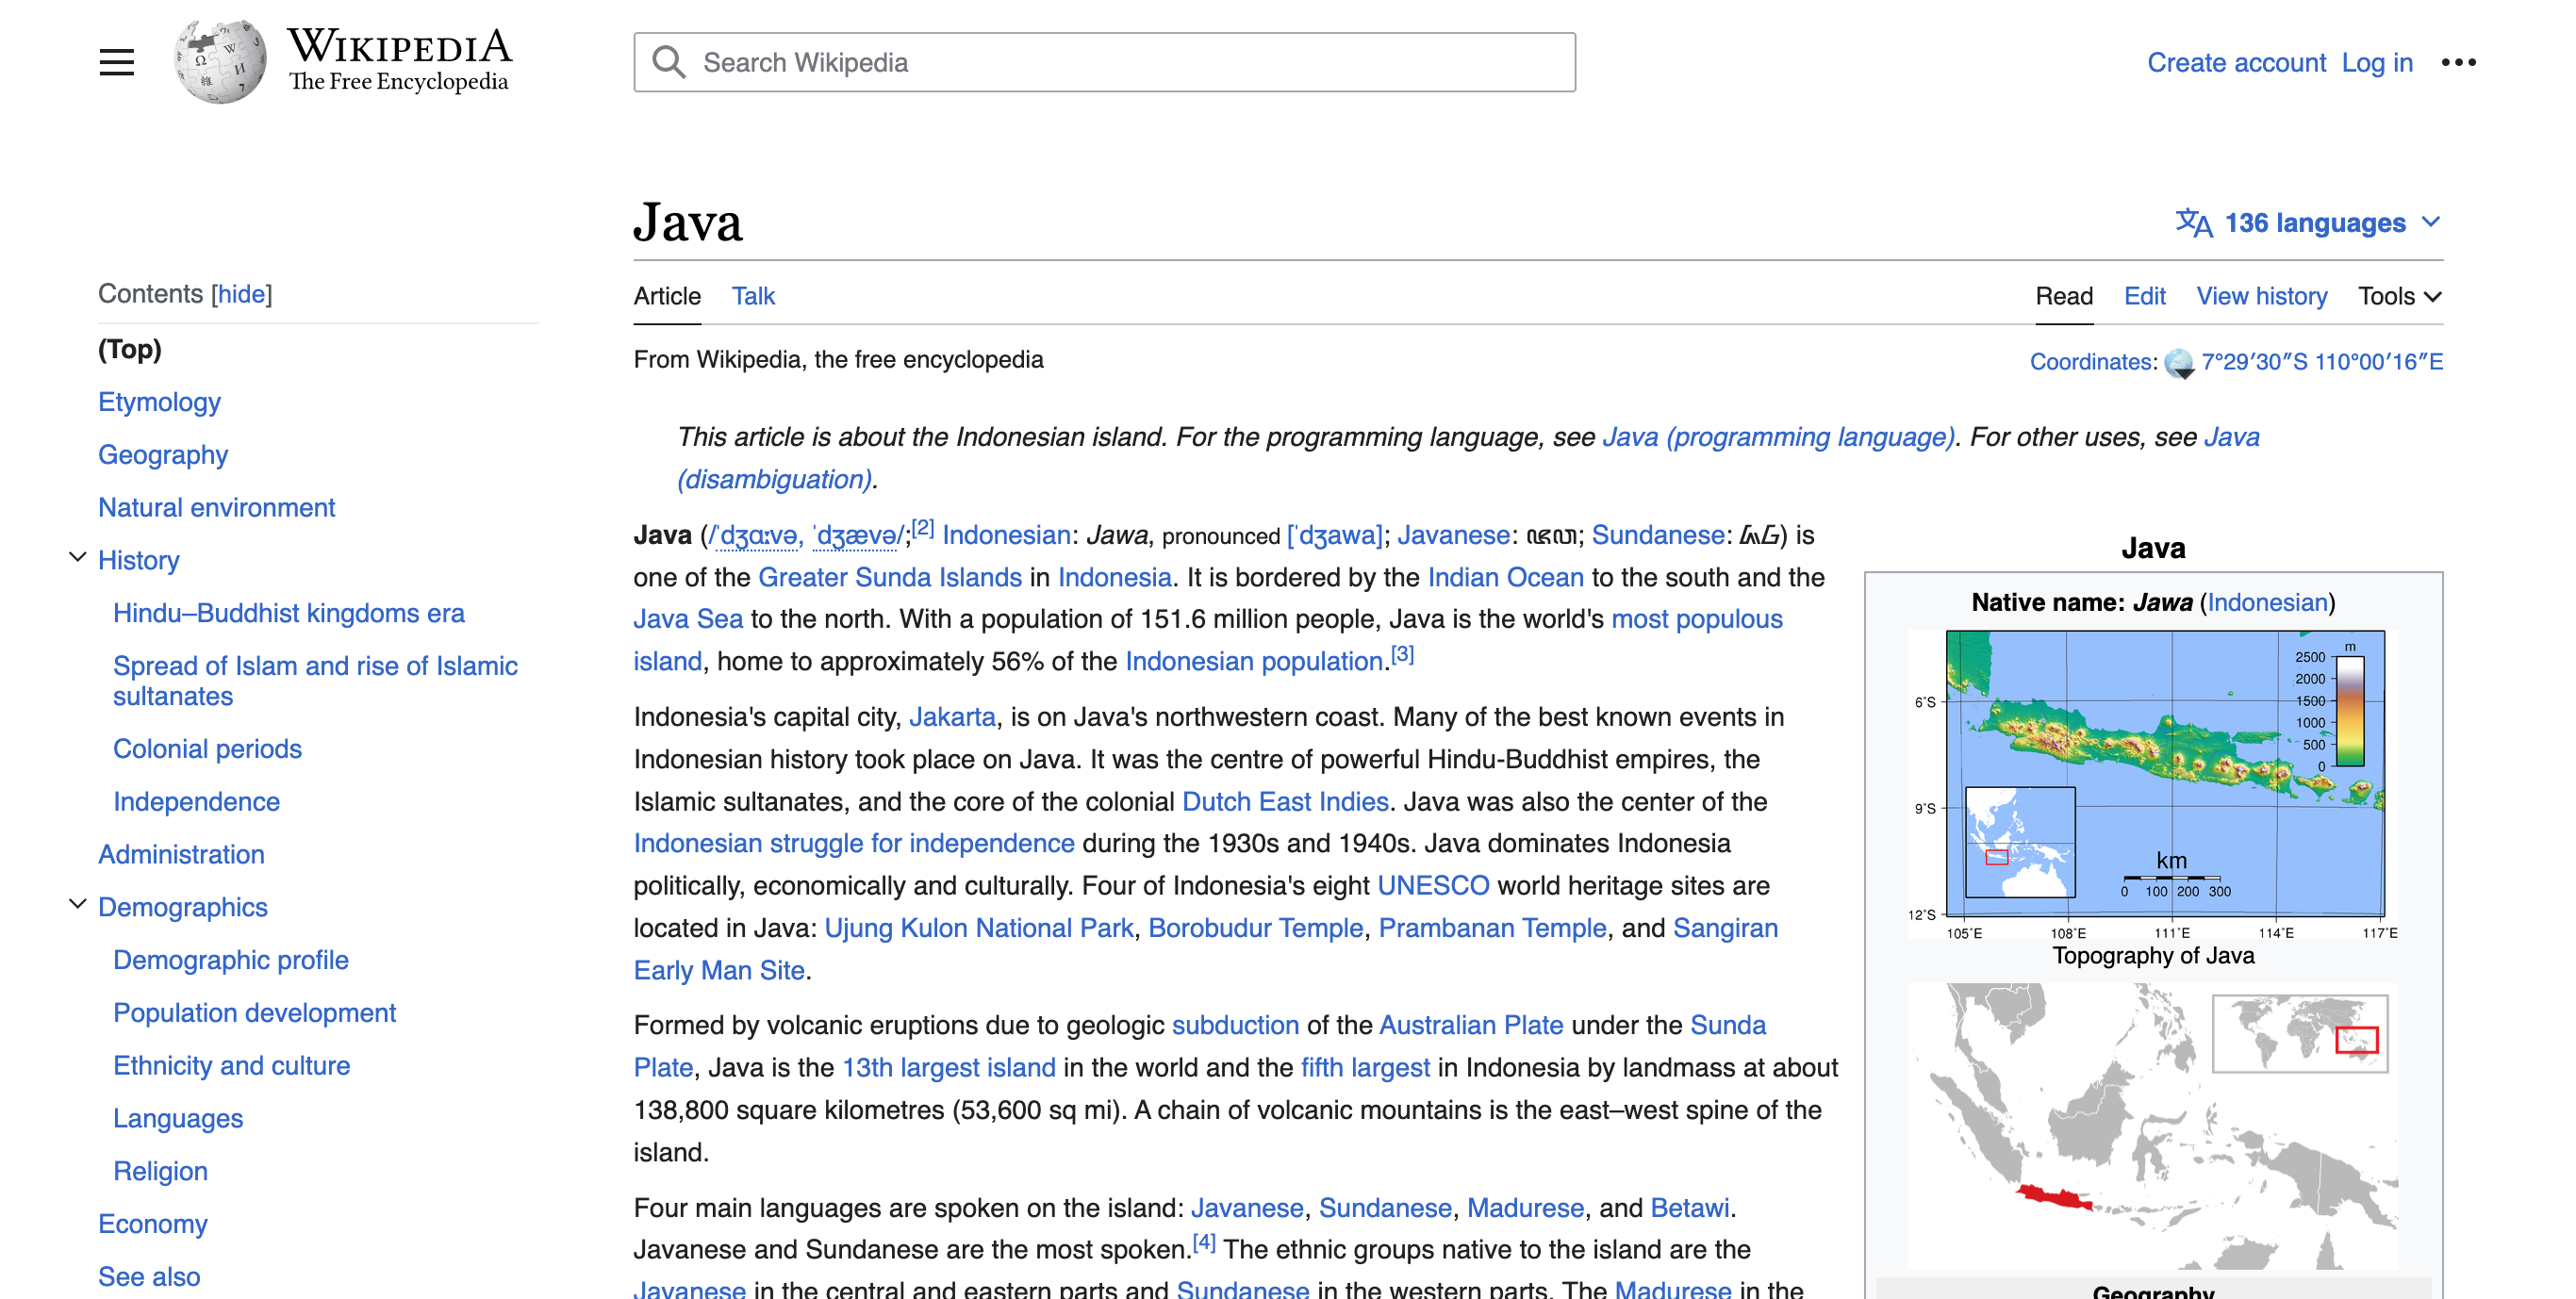 WIKIPEDIA
The Free Encyclopedia
Search Wikipedia
Create account Log in
Java
136 languages
Contents [hide]
(Top)
Etymology
Geography
Natural environment
History
Hindu–Buddhist kingdoms era
Spread of Islam and rise of Islamic
sultanates
Colonial periods
Independence
Administration
Demographics
Demographic profile
Population development
Ethnicity and culture
Languages
Religion
Economy
See also
Article Talk
Read Edit View history Tools
From Wikipedia, the free encyclopedia
Coordinates: 7°29′30″S 110°00′16″E
This article is about the Indonesian island. For the programming language, see Java (programming language). For other uses, see Java
(disambiguation).
Java (/ˈdʒɑːvə, ˈdʒævə/;[2] Indonesian: Jawa, pronounced [ˈdʒawa]; Javanese: ꦗꦮ; Sundanese: ᮏᮝ) is
one of the Greater Sunda Islands in Indonesia. It is bordered by the Indian Ocean to the south and the
Java Sea to the north. With a population of 151.6 million people, Java is the world's most populous
island, home to approximately 56% of the Indonesian population.[3]
Indonesia's capital city, Jakarta, is on Java's northwestern coast. Many of the best known events in
Indonesian history took place on Java. It was the centre of powerful Hindu-Buddhist empires, the
Islamic sultanates, and the core of the colonial Dutch East Indies. Java was also the center of the
Indonesian struggle for independence during the 1930s and 1940s. Java dominates Indonesia
politically, economically and culturally. Four of Indonesia's eight UNESCO world heritage sites are
located in Java: Ujung Kulon National Park, Borobudur Temple, Prambanan Temple, and Sangiran
Early Man Site.
Formed by volcanic eruptions due to geologic subduction of the Australian Plate under the Sunda
Plate, Java is the 13th largest island in the world and the fifth largest in Indonesia by landmass at about
138,800 square kilometres (53,600 sq mi). A chain of volcanic mountains is the east–west spine of the
island.
Four main languages are spoken on the island: Javanese, Sundanese, Madurese, and Betawi.
Javanese and Sundanese are the most spoken.[4] The ethnic groups native to the island are the
Javanese in the central and eastern parts and Sundanese in the western parts. The Madurese in the
Java
Native name: Jawa (Indonesian)
m
2500
2000
1500
1000
500
0
6°S
9°S
12°S
km
0 100 200 300
105°E 108°E 111°E 114°E 117°E
Topography of Java
Geography